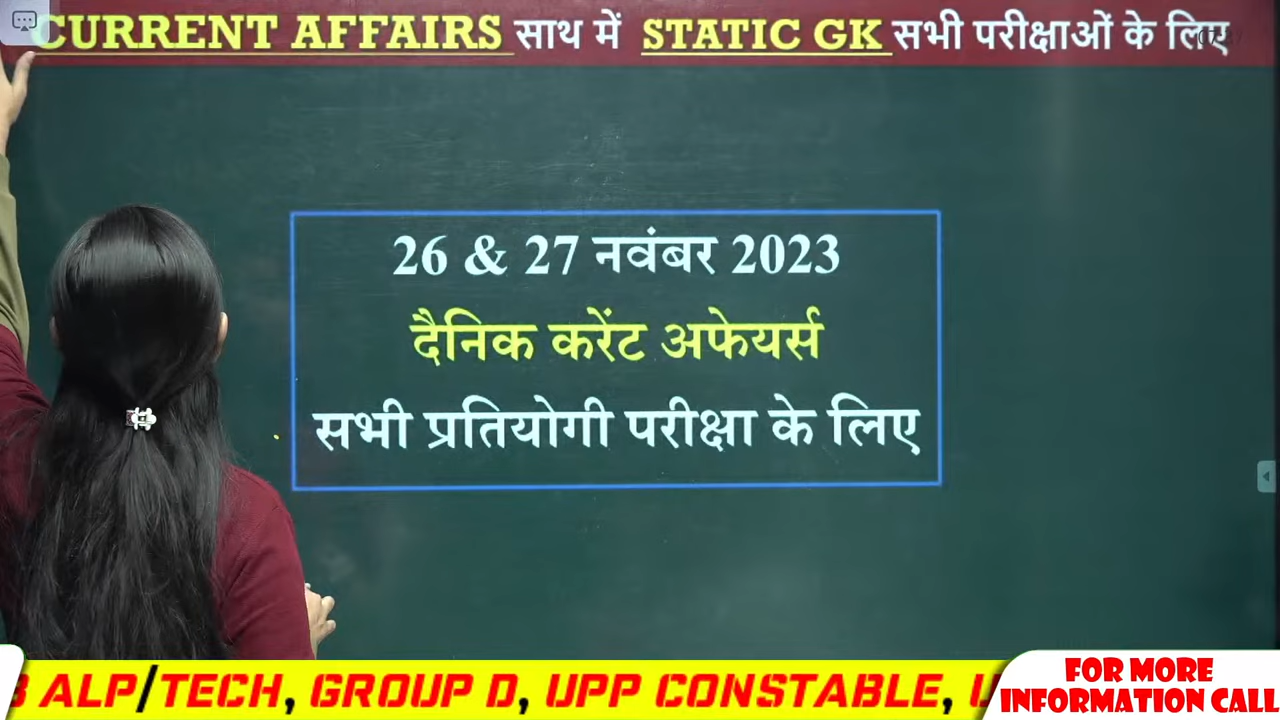 CURRENT AFFAIRS साथ में STATIC GK सभी परीक्षाओं के लिए
26 & 27 नवंबर 2023
दैनिक करेंट अफेयर्स
सभी प्रतियोगी परीक्षा के लिए
ALP/TECH, GROUP D, UPP CONSTABLE,
FOR MORE
INFORMATION CALL